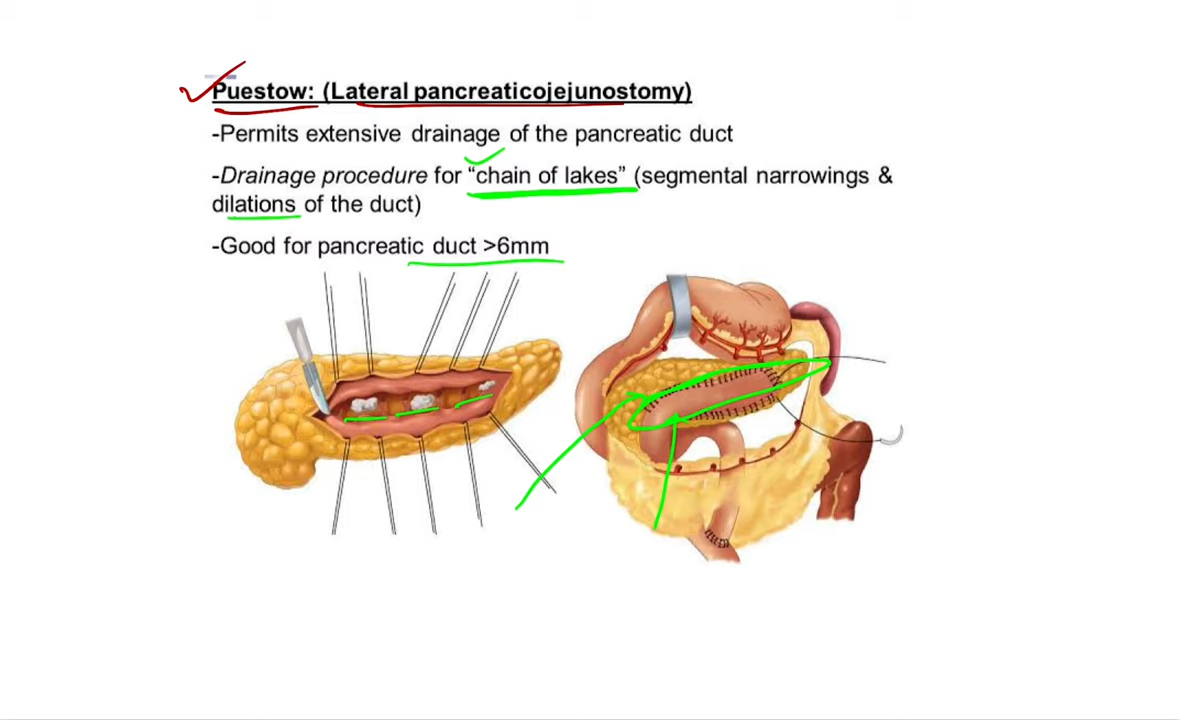 Puestow: (Lateral pancreaticojejunostomy)
-Permits extensive drainage of the pancreatic duct
-Drainage procedure for “chain of lakes” (segmental narrowings &
dilations of the duct)
-Good for pancreatic duct >6mm